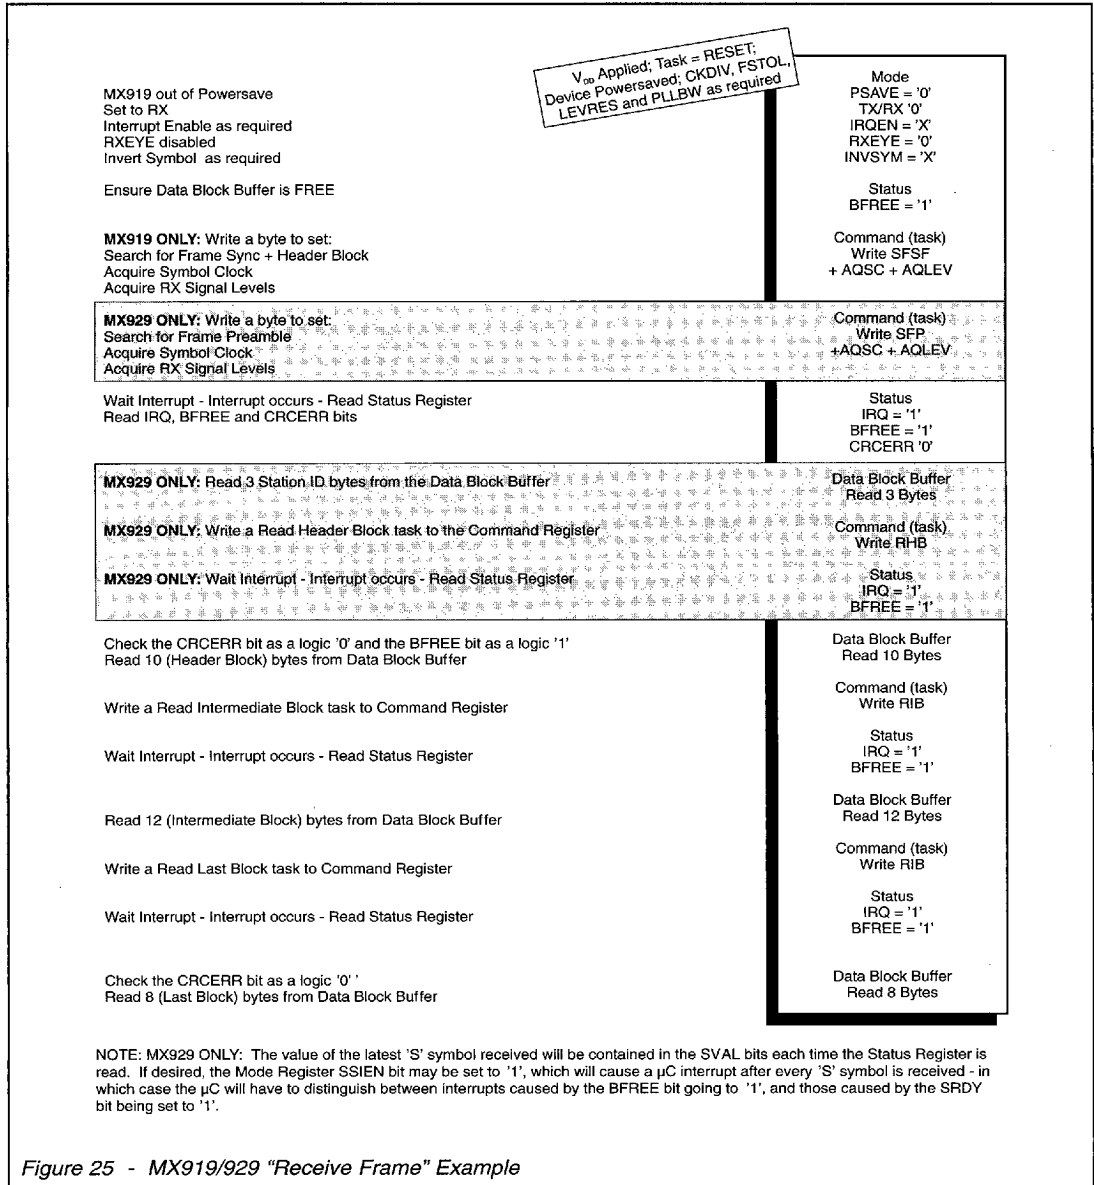 V_DD Applied; Task = RESET;
Device Powersaved; CKDIV, FSTOL,
LEVRES and PLLBW as required
MX919 out of Powersave
Set to RX
Interrupt Enable as required
RXEYE disabled
Invert Symbol as required
Mode
PSAVE = '0'
TX/RX '0'
IRQEN = 'X'
RXEYE = '0'
INVSYM = 'X'
Ensure Data Block Buffer is FREE
Status
BFREE = '1'
MX919 ONLY: Write a byte to set:
Search for Frame Sync + Header Block
Acquire Symbol Clock
Acquire RX Signal Levels
Command (task)
Write SFSF
+ AQSC + AQLEV
MX929 ONLY: Write a byte to set:
Search for Frame Preamble
Acquire Symbol Clock
Acquire RX Signal Levels
Command (task)
Write SFP
+AQSC + AQLEV
Wait Interrupt - Interrupt occurs - Read Status Register
Read IRQ, BFREE and CRCERR bits
Status
IRQ = '1'
BFREE = '1'
CRCERR '0'
MX929 ONLY: Read 3 Station ID bytes from the Data Block Buffer
Data Block Buffer
Read 3 Bytes
MX929 ONLY: Write a Read Header Block task to the Command Register
Command (task)
Write RHB
MX929 ONLY: Wait Interrupt - Interrupt occurs - Read Status Register
Status
IRQ = '1'
BFREE = '1'
Check the CRCERR bit as a logic '0' and the BFREE bit as a logic '1'
Read 10 (Header Block) bytes from Data Block Buffer
Data Block Buffer
Read 10 Bytes
Write a Read Intermediate Block task to Command Register
Command (task)
Write RIB
Wait Interrupt - Interrupt occurs - Read Status Register
Status
IRQ = '1'
BFREE = '1'
Read 12 (Intermediate Block) bytes from Data Block Buffer
Data Block Buffer
Read 12 Bytes
Write a Read Last Block task to Command Register
Command (task)
Write RIB
Wait Interrupt - Interrupt occurs - Read Status Register
Status
IRQ = '1'
BFREE = '1'
Check the CRCERR bit as a logic '0' '
Read 8 (Last Block) bytes from Data Block Buffer
Data Block Buffer
Read 8 Bytes
NOTE: MX929 ONLY: The value of the latest 'S' symbol received will be contained in the SVAL bits each time the Status Register is
read. If desired, the Mode Register SSIEN bit may be set to '1', which will cause a µC interrupt after every 'S' symbol is received - in
which case the µC will have to distinguish between interrupts caused by the BFREE bit going to '1', and those caused by the SRDY
bit being set to '1'.
Figure 25 - MX919/929 "Receive Frame" Example